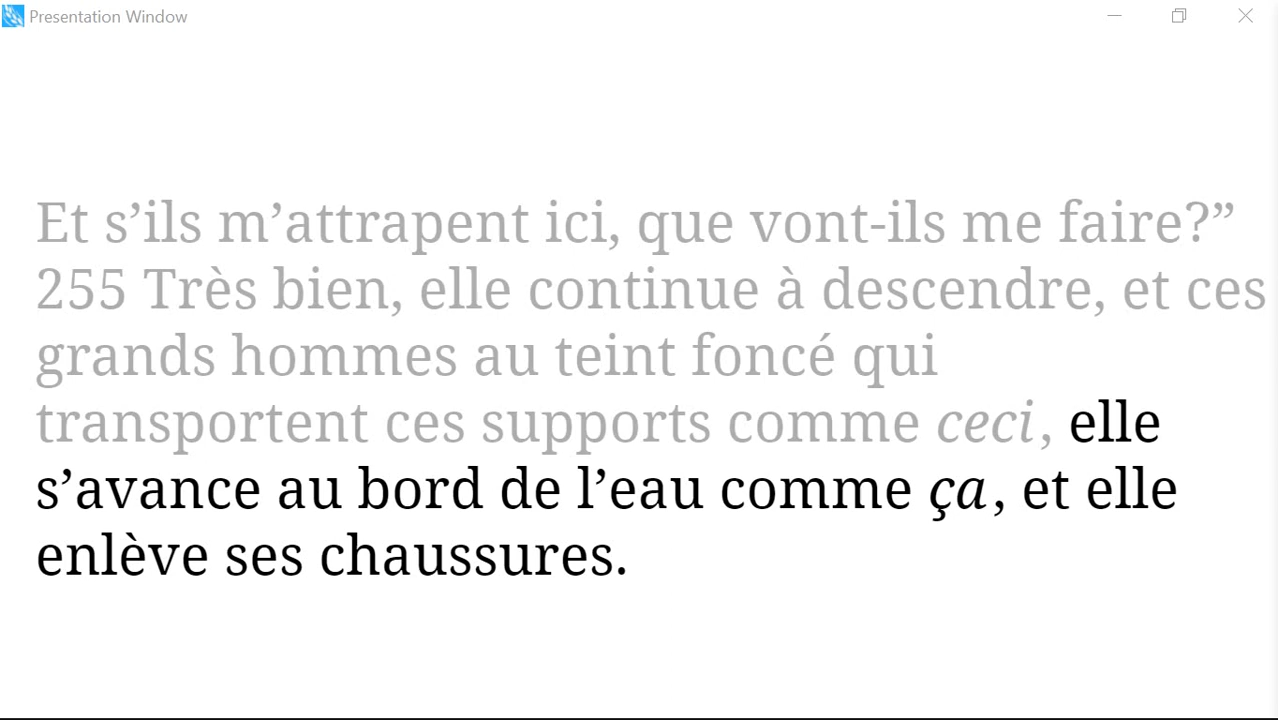 Presentation Window
Et s’ils m’attrapent ici, que vont-ils me faire?”
255 Très bien, elle continue à descendre, et ces
grands hommes au teint foncé qui
transportent ces supports comme ceci, elle
s’avance au bord de l’eau comme ça, et elle
enlève ses chaussures.